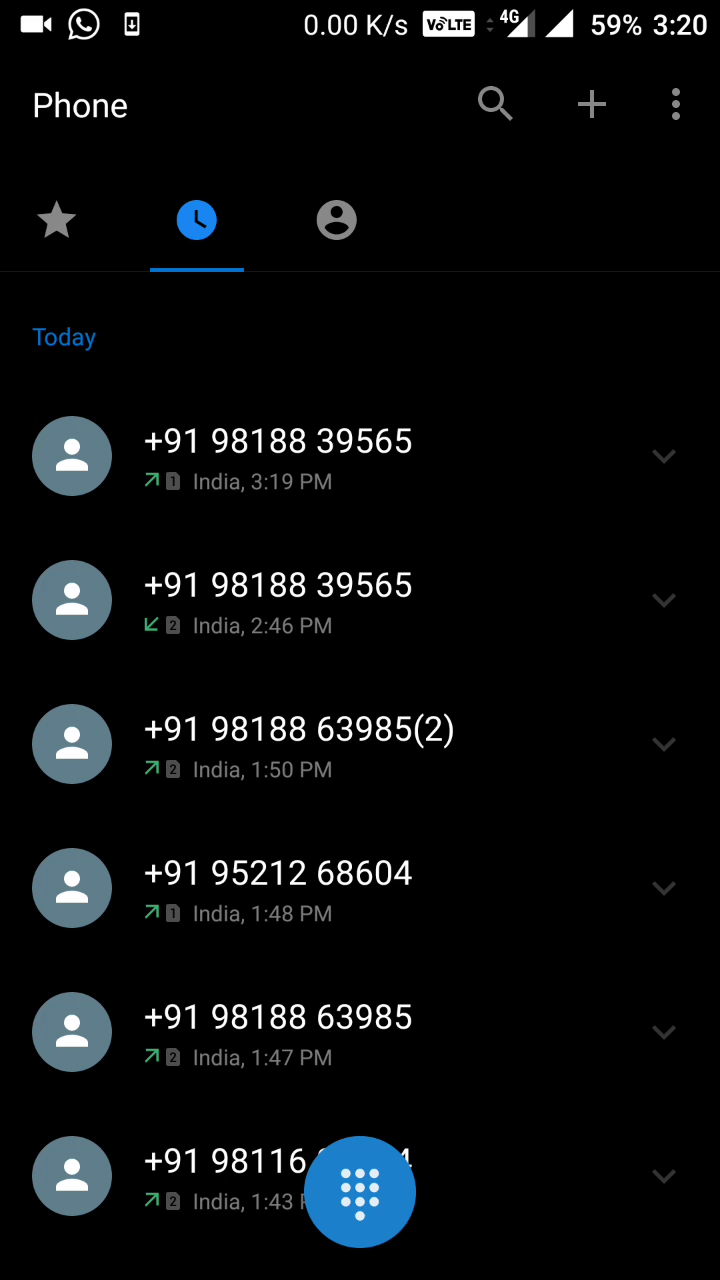 0.00 K/s VoLTE 4G 59% 3:20
Phone
Today
+91 98188 39565
1 India, 3:19 PM
+91 98188 39565
2 India, 2:46 PM
+91 98188 63985(2)
2 India, 1:50 PM
+91 95212 68604
1 India, 1:48 PM
+91 98188 63985
2 India, 1:47 PM
+91 98116
2 India, 1:43